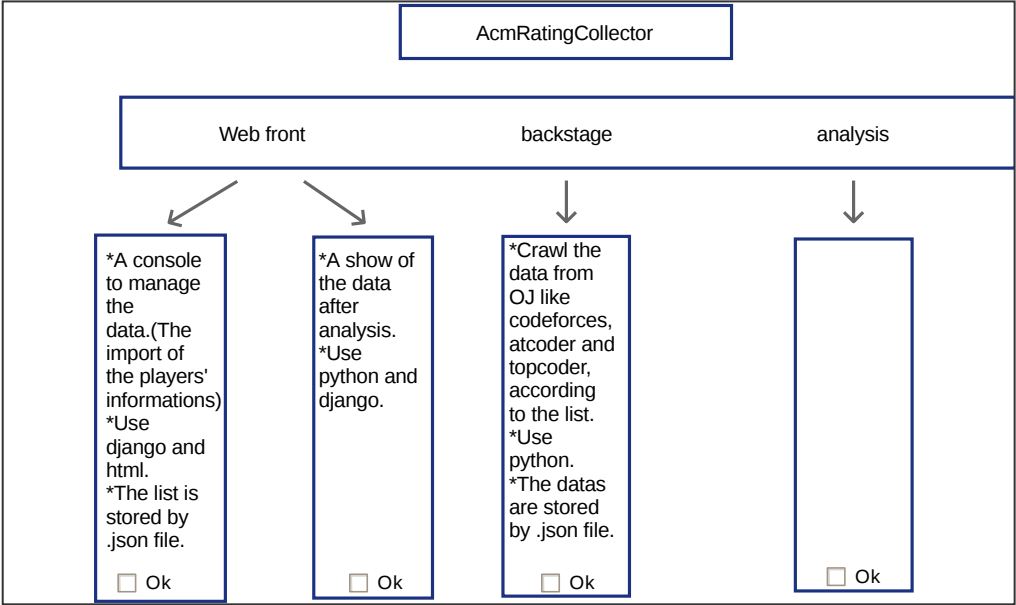 AcmRatingCollector
Web front
backstage
analysis
*A console
to manage
the
data.(The
import of
the players'
informations)
*Use
django and
html.
*The list is
stored by
.json file.
Ok
*A show of
the data
after
analysis.
*Use
python and
django.
Ok
*Crawl the
data from
OJ like
codeforces,
atcoder and
topcoder,
according
to the list.
*Use
python.
*The datas
are stored
by .json file.
Ok
Ok